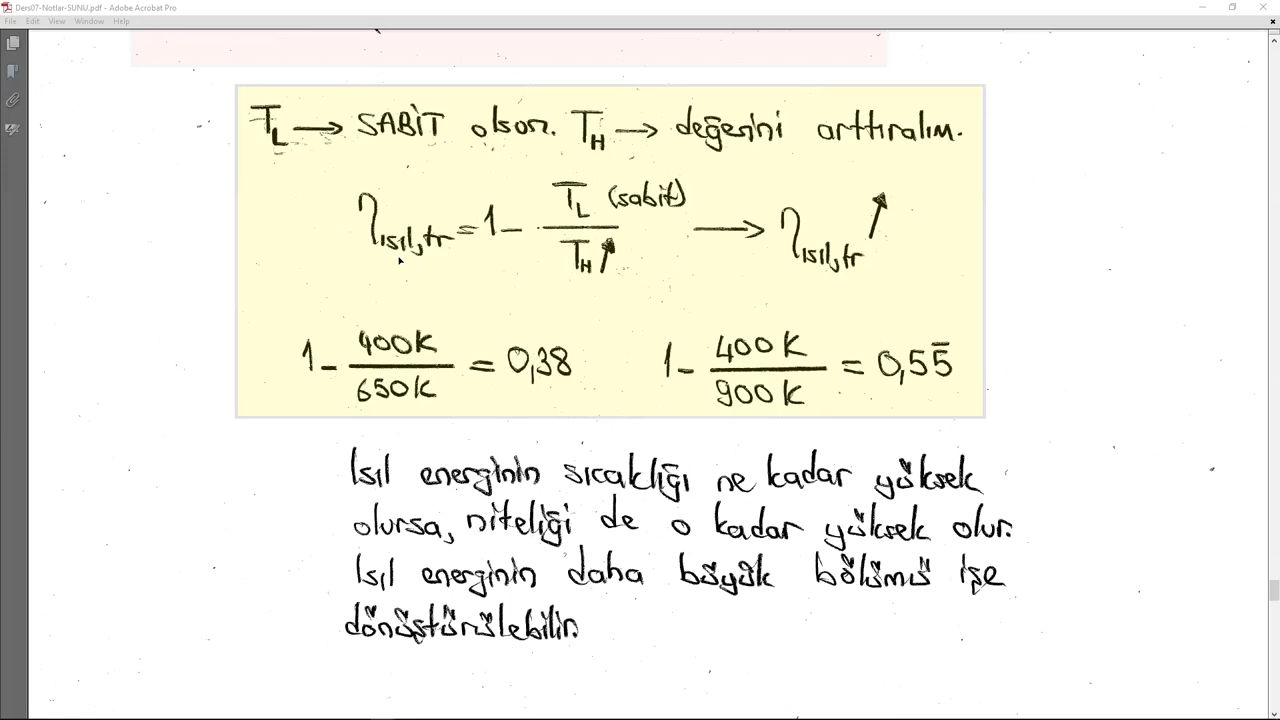 Ders07-Notlar-SUNU.pdf - Adobe Acrobat Pro
File Edit View Window Help
T_L → SABİT olsun. T_H → değerini arttıralım.
η_ısıl,tr = 1 - T_L (sabit) / T_H ↑ → η_ısıl,tr ↑
1 - 400K / 650K = 0,38   1 - 400K / 900K = 0,55̅
Isıl energinin sıcaklığı ne kadar yüksek
olursa, niteliği de o kadar yüksek olur.
Isıl energinin daha büyük bölümü işe
dönüştürülebilir.